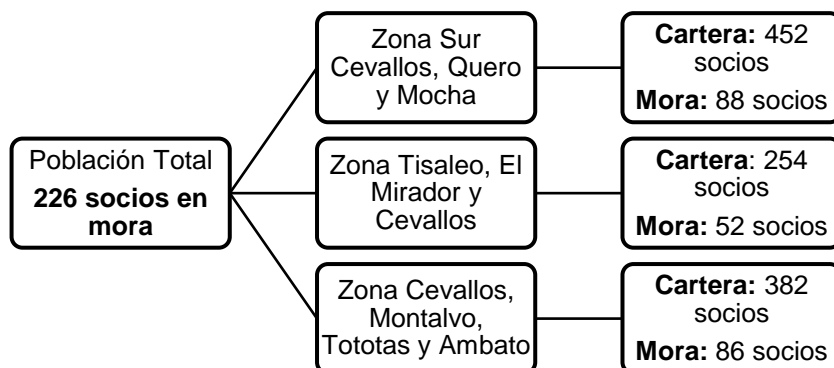 Población Total
226 socios en
mora
Zona Sur
Cevallos, Quero
y Mocha
Cartera: 452
socios
Mora: 88 socios
Zona Tisaleo, El
Mirador y
Cevallos
Cartera: 254
socios
Mora: 52 socios
Zona Cevallos,
Montalvo,
Tototas y Ambato
Cartera: 382
socios
Mora: 86 socios